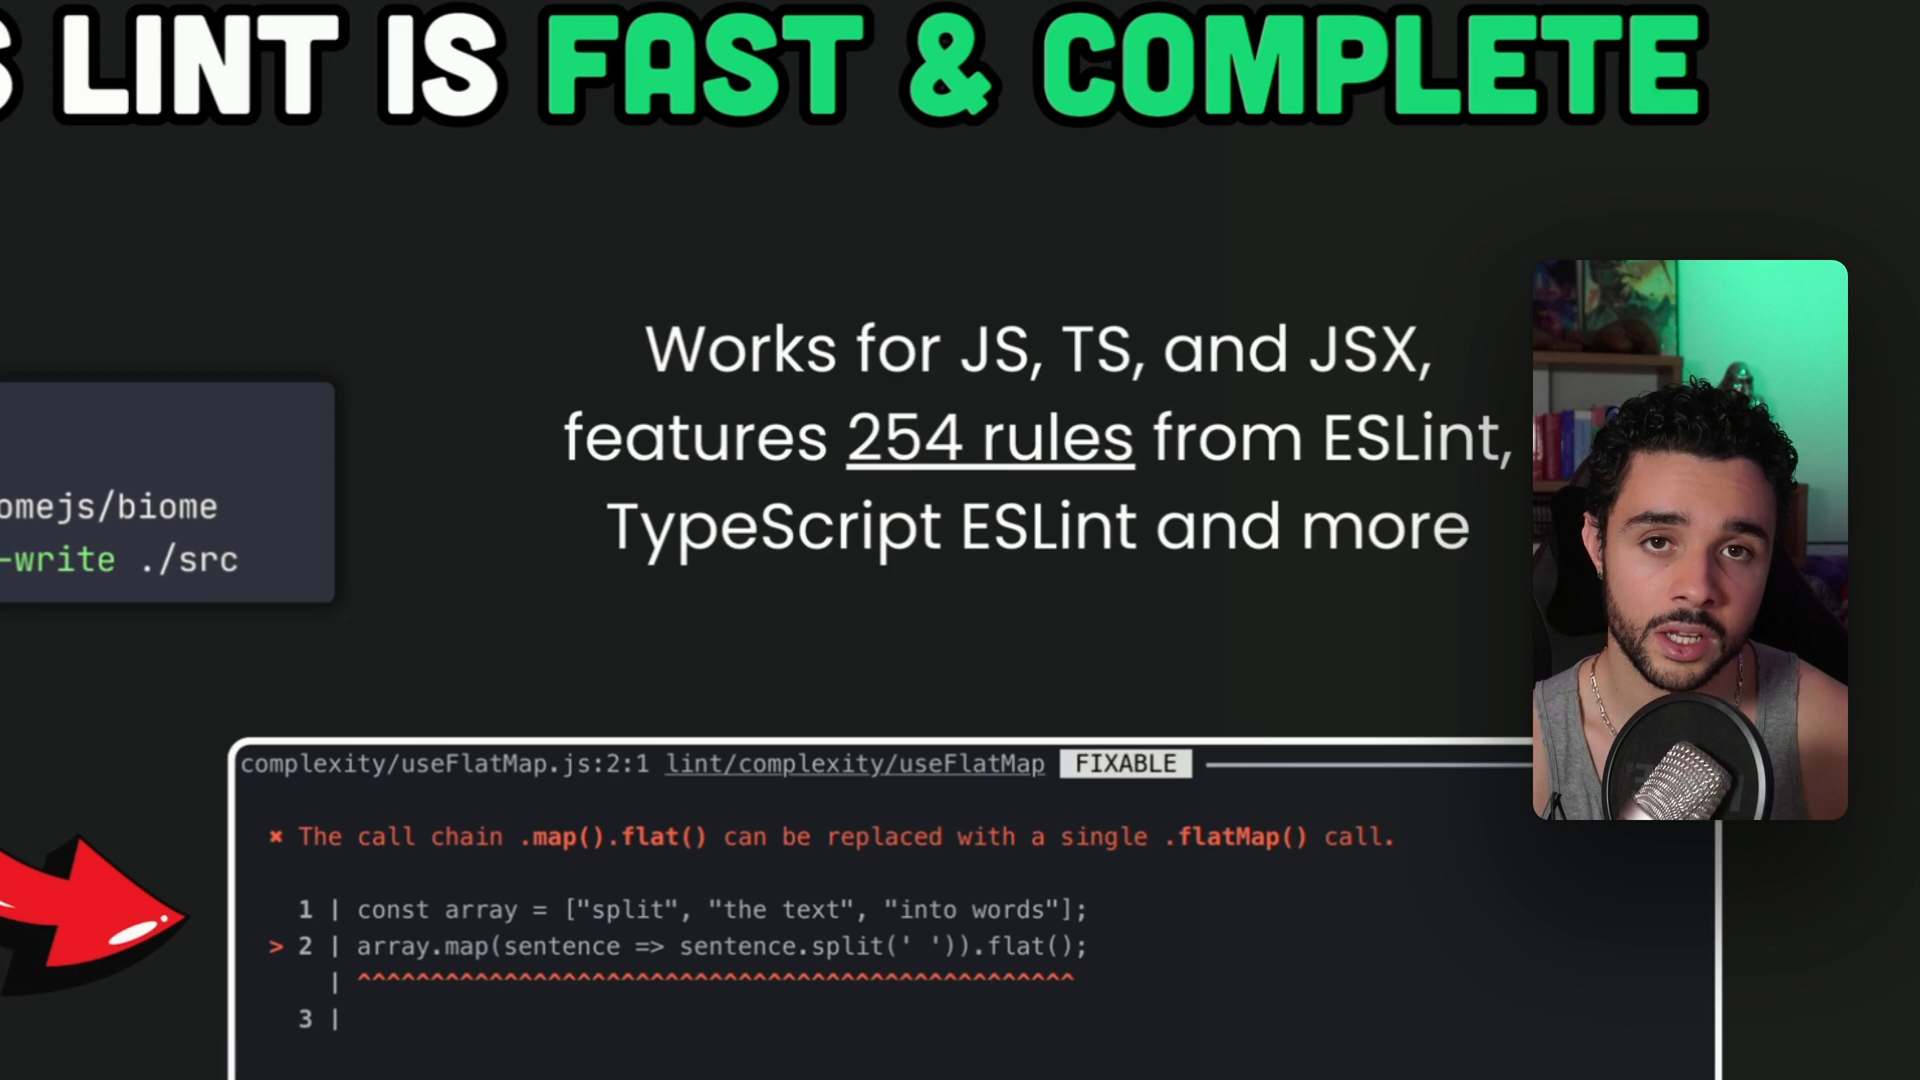 S LINT IS FAST & COMPLETE
Works for JS, TS, and JSX,
features 254 rules from ESLint,
TypeScript ESLint and more
omejs/biome
-write ./src
complexity/useFlatMap.js:2:1 lint/complexity/useFlatMap FIXABLE
✖ The call chain .map().flat() can be replaced with a single .flatMap() call.
1 | const array = ["split", "the text", "into words"];
> 2 | array.map(sentence => sentence.split(' ')).flat();
| ^^^^^^^^^^^^^^^^^^^^^^^^^^^^^^^^^^^^^^^^^^^^^^^^^
3 |